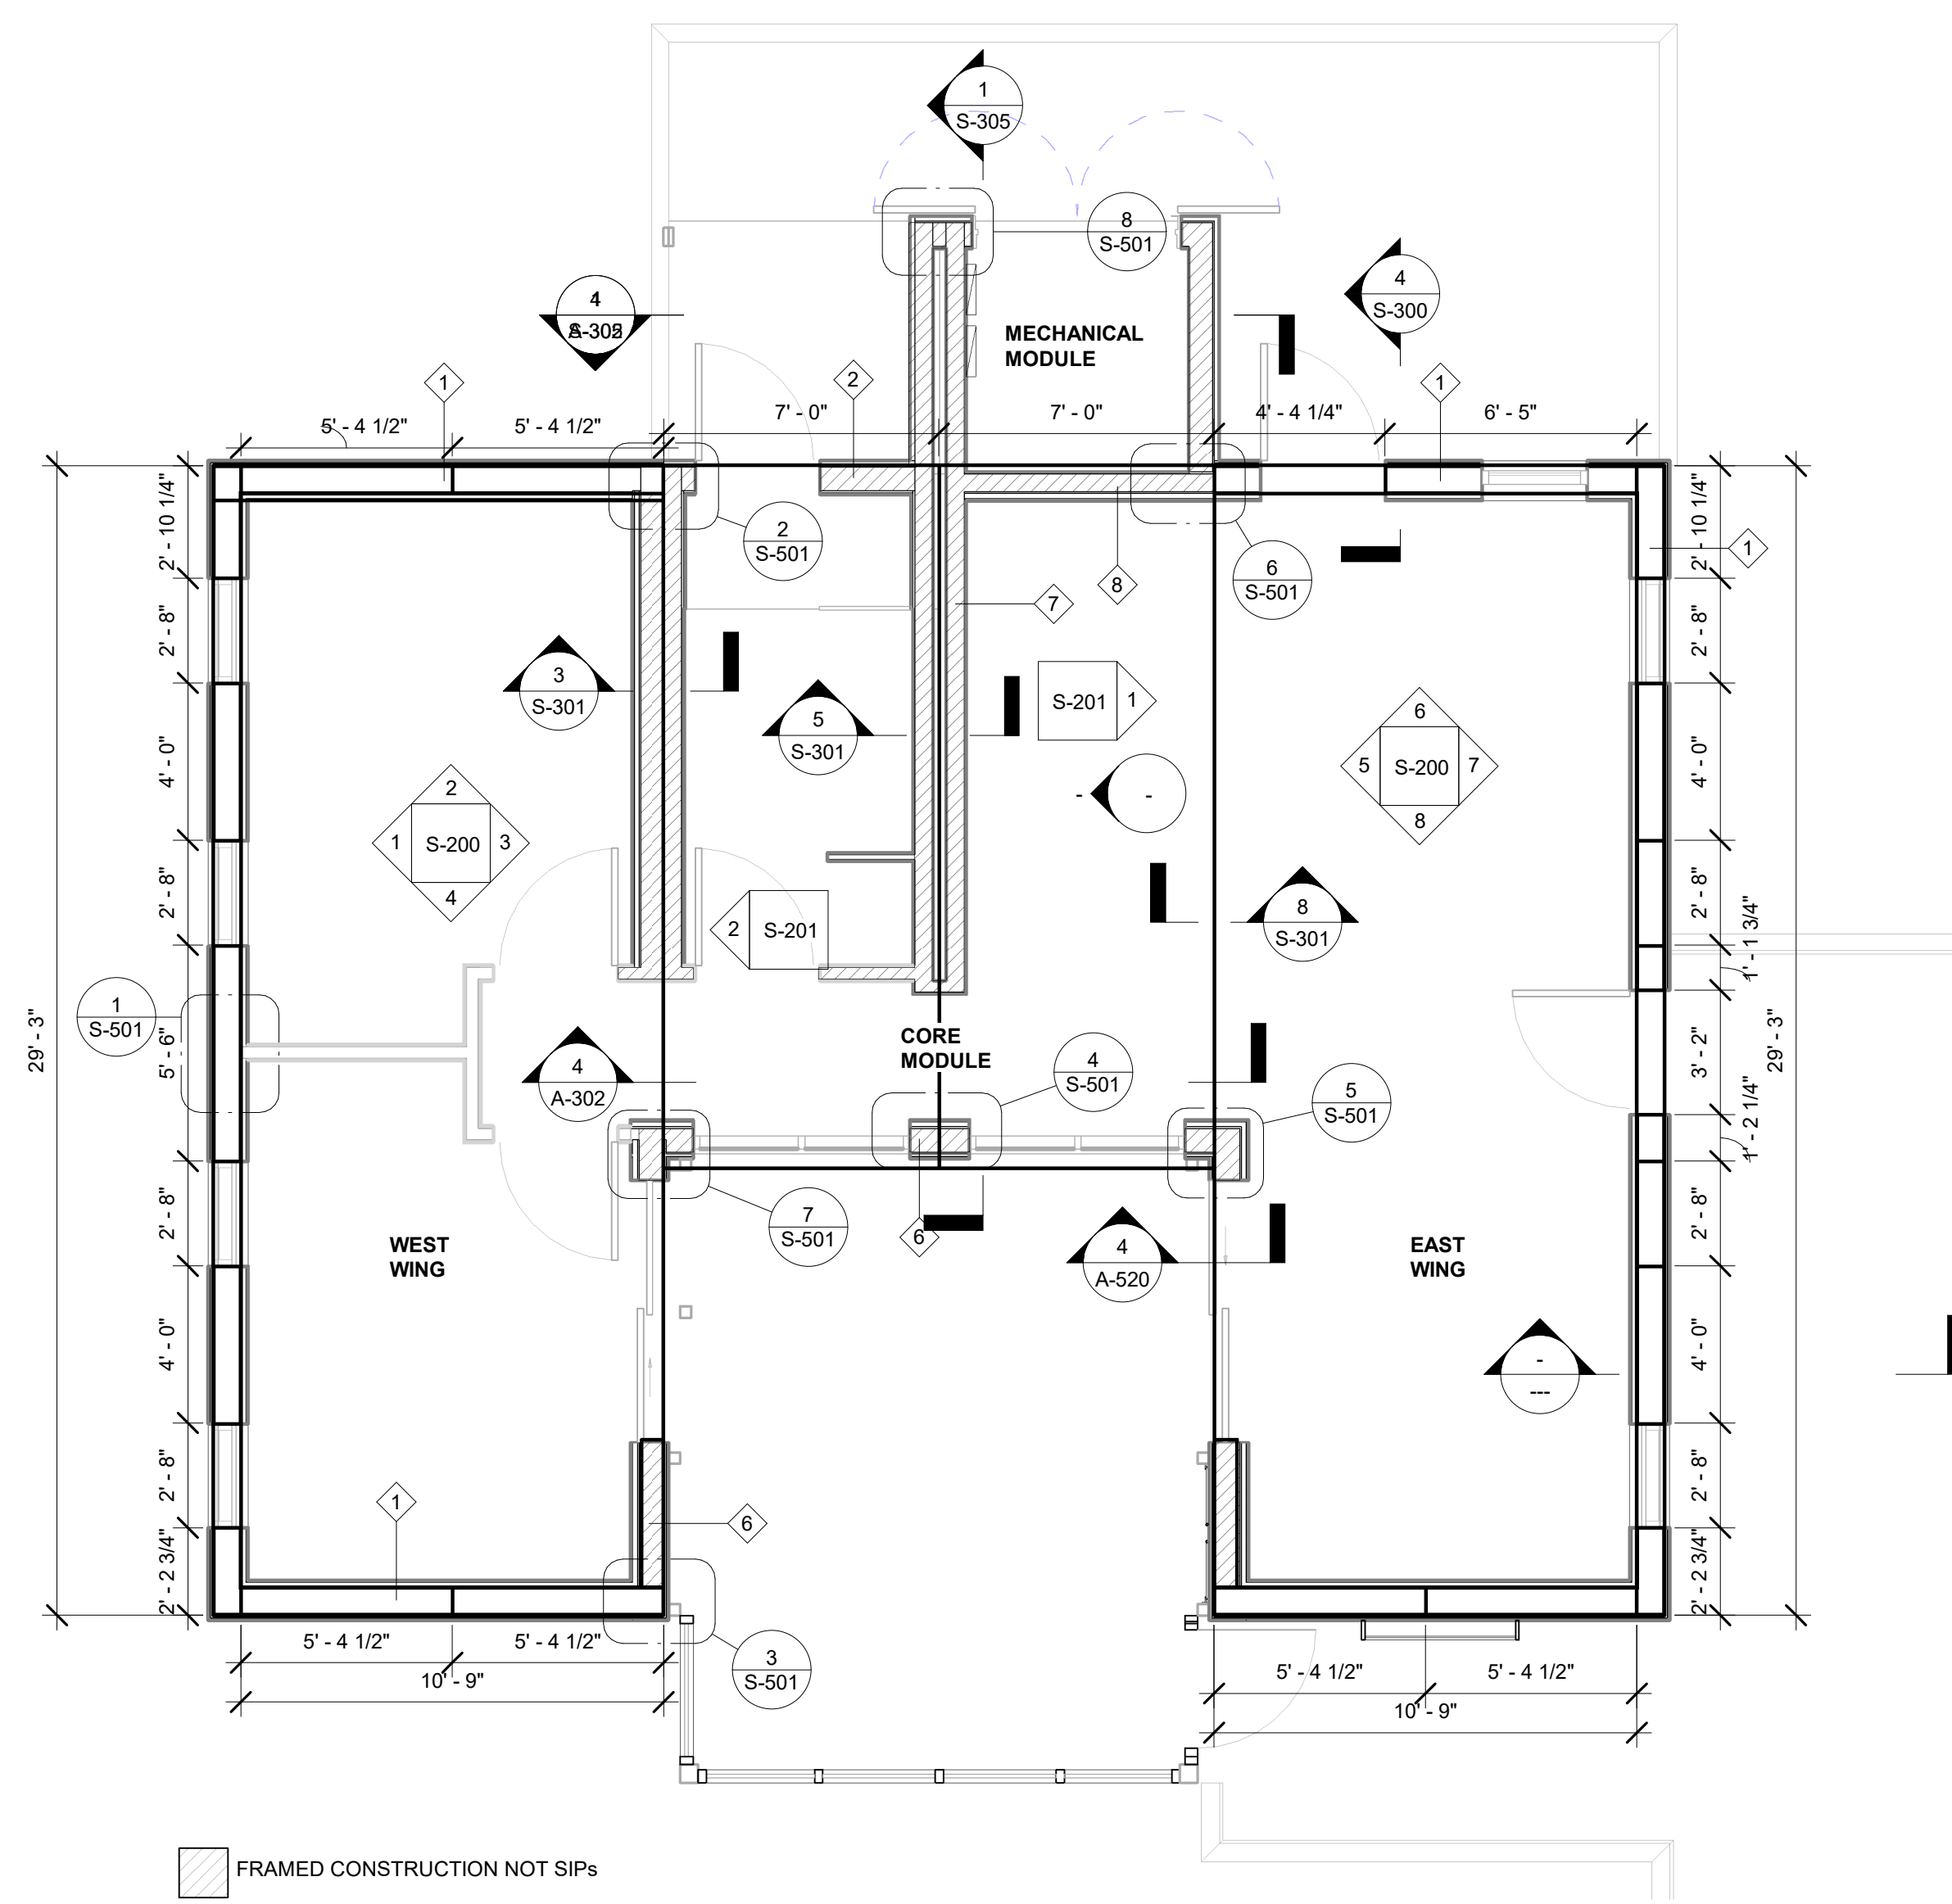 1
S-305
8
S-501
4
4
S-300
MECHANICAL
MODULE
1
2
1
5' - 4 1/2"
5' - 4 1/2"
7' - 0"
7' - 0"
4' - 4 1/4"
6' - 5"
2' - 10 1/4"
2' - 10 1/4"
2
S-501
6
S-501
1
8
7
2' - 8"
2' - 8"
3
S-301
5
S-301
S-201
1
6
5
S-200
7
8
4' - 0"
4' - 0"
2
1
S-200
3
4
-
-
2' - 8"
2' - 8"
2
S-201
8
S-301
1' - 1 3/4"
1
S-501
29' - 3"
5' - 6"
CORE
MODULE
4
S-501
3' - 2"
29' - 3"
4
A-302
5
S-501
1' - 2 1/4"
2' - 8"
2' - 8"
7
S-501
6
4
A-520
WEST
WING
EAST
WING
4' - 0"
4' - 0"
-
---
2' - 8"
2' - 8"
1
6
2' - 2 3/4"
2' - 2 3/4"
5' - 4 1/2"
5' - 4 1/2"
10' - 9"
3
S-501
5' - 4 1/2"
5' - 4 1/2"
10' - 9"
FRAMED CONSTRUCTION NOT SIPs